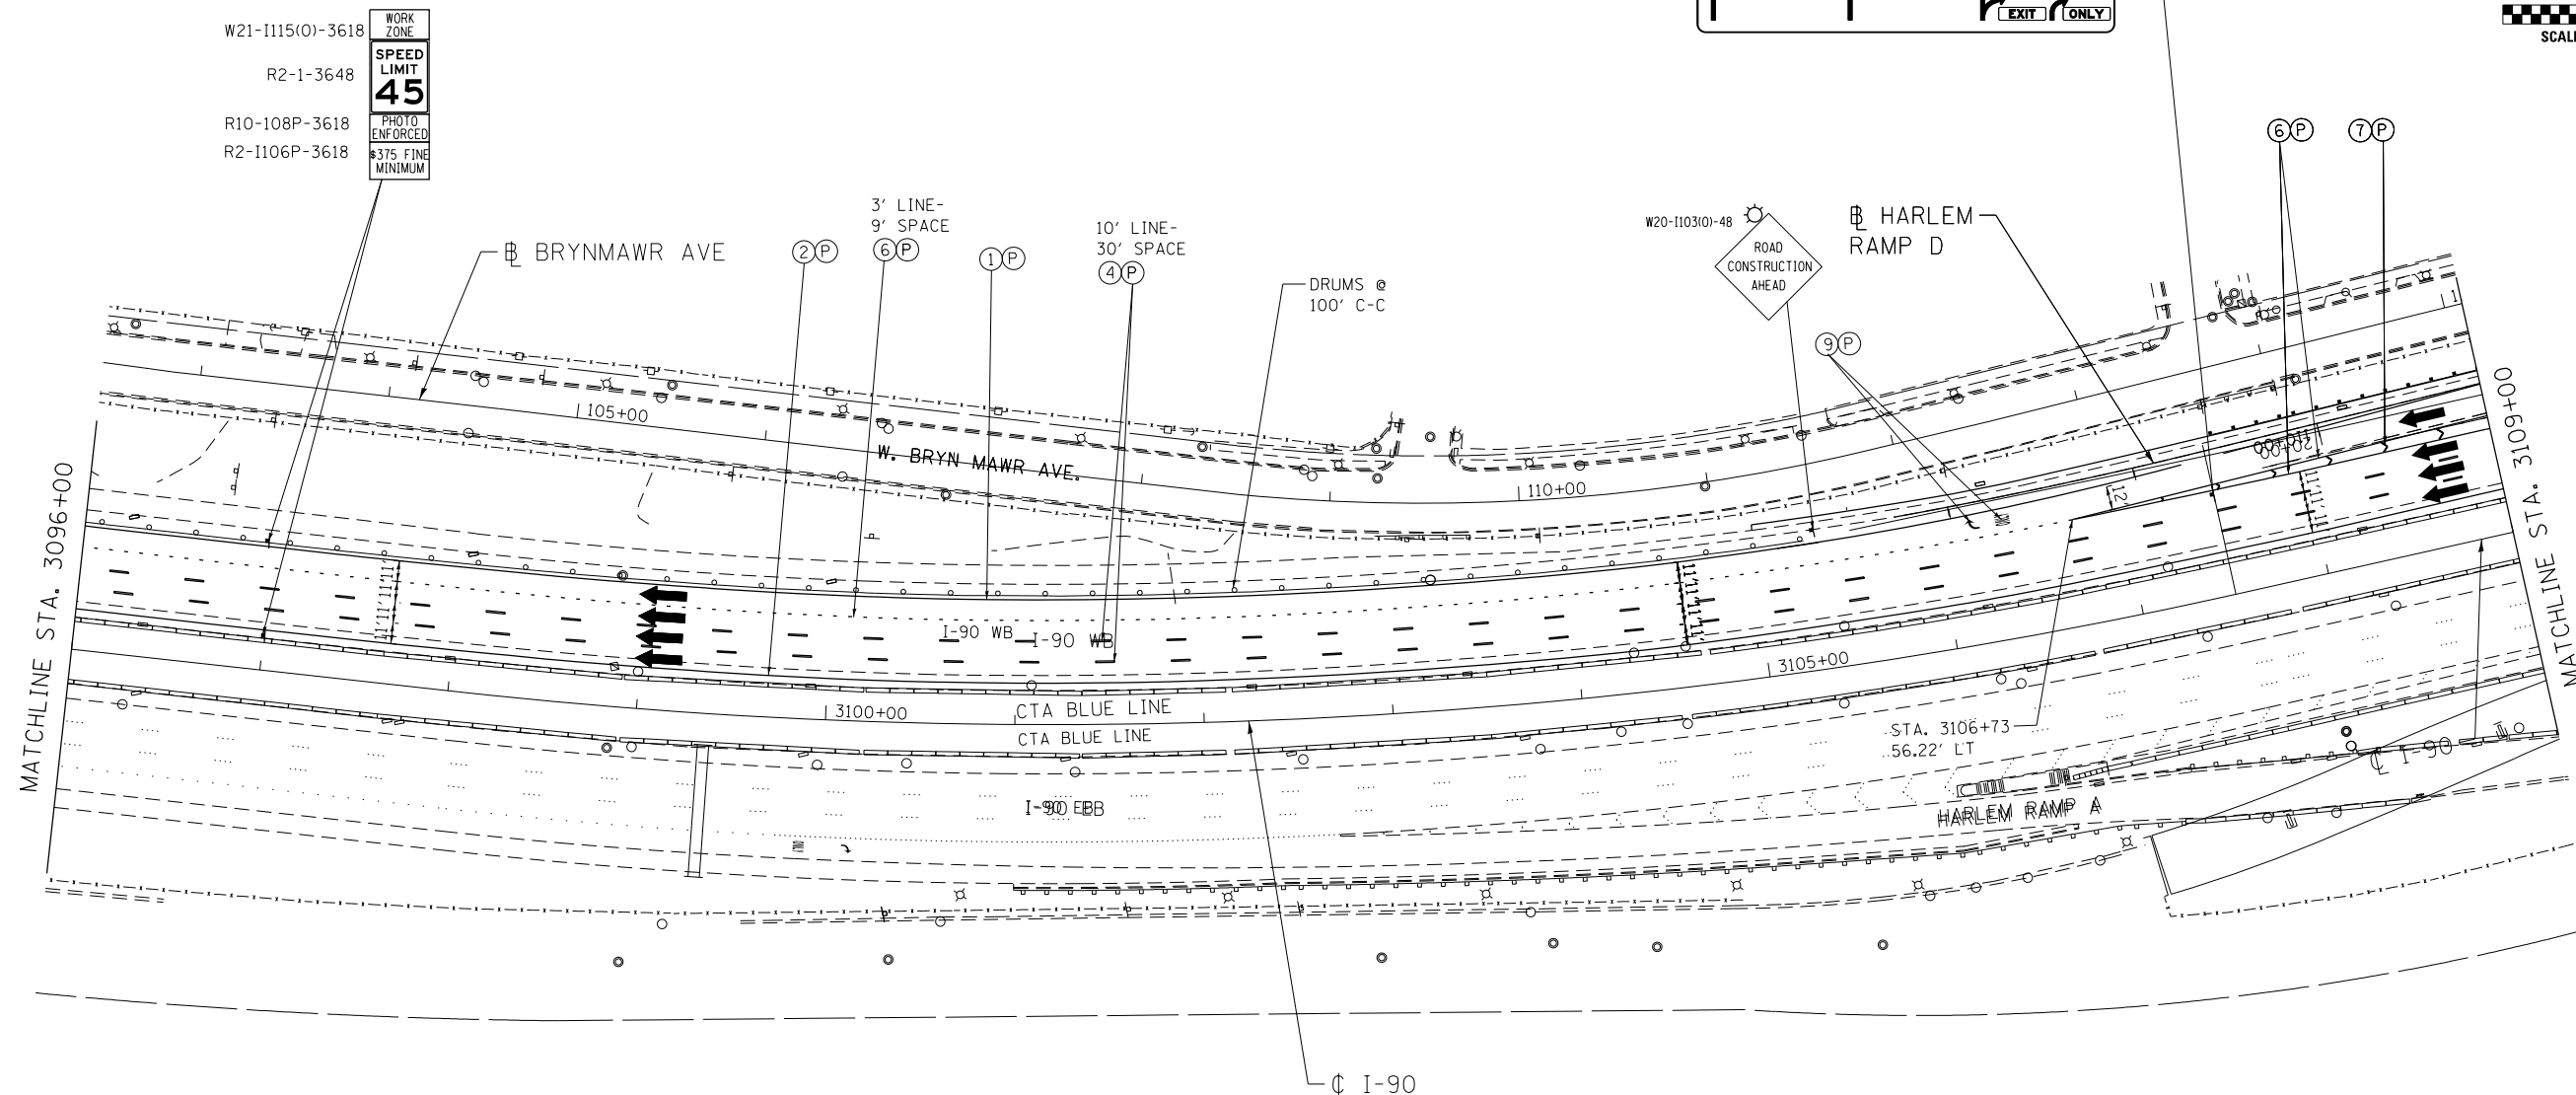 W21-I115(O)-3618
R2-1-3648
R10-108P-3618
R2-I106P-3618
WORK
ZONE
SPEED
LIMIT
45
PHOTO
ENFORCED
$375 FINE
MINIMUM
EXIT ONLY
SCAL
6 P
7 P
℄ BRYNMAWR AVE
2 P
3' LINE-
9' SPACE
6 P
1 P
10' LINE-
30' SPACE
4 P
DRUMS @
100' C-C
W20-I103(O)-48
ROAD
CONSTRUCTION
AHEAD
9 P
HARLEM
RAMP D
105+00
W. BRYN MAWR AVE.
110+00
12'
MATCHLINE STA. 3096+00
MATCHLINE STA. 3109+00
11' 11' 11'
I-90 WB
I-90 WB
3100+00
CTA BLUE LINE
CTA BLUE LINE
3105+00
STA. 3106+73
56.22' LT
I-90 EB
HARLEM RAMP A
℄ I-90
℄ I-90